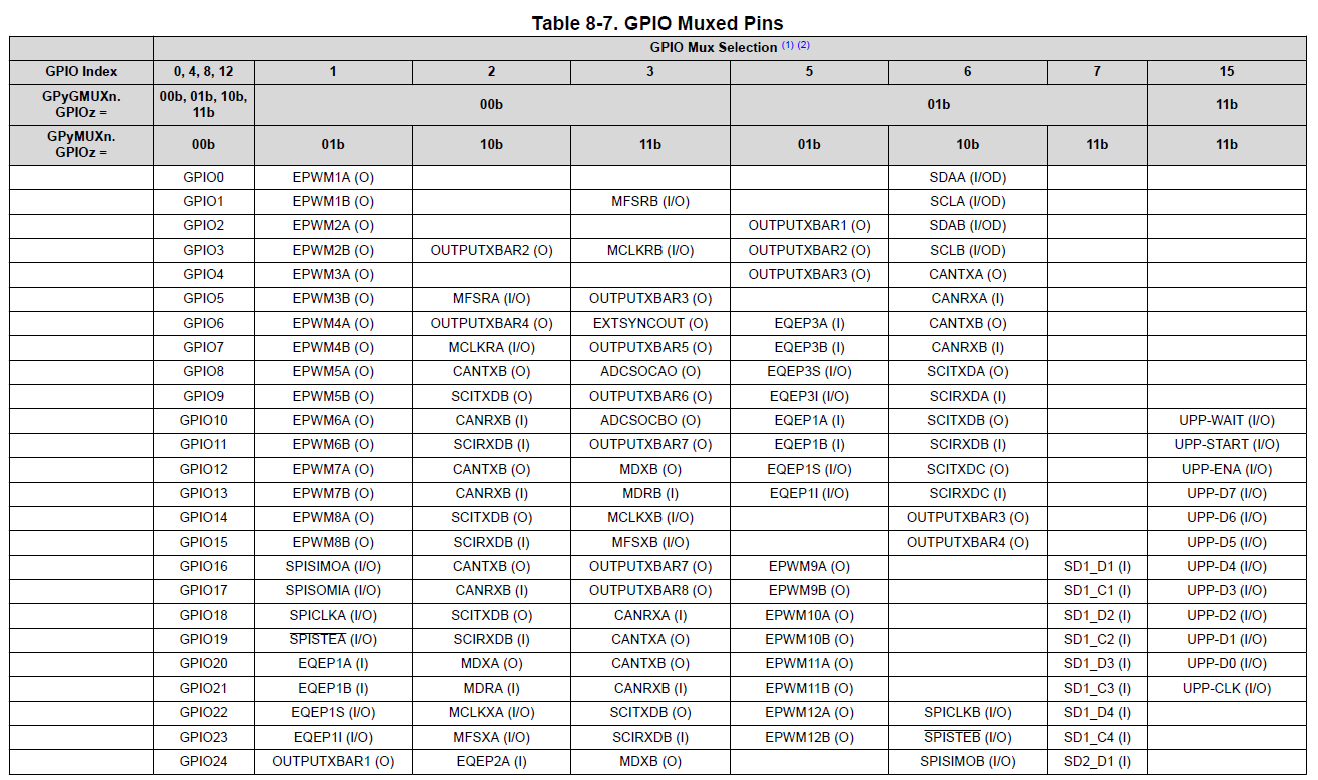 Table 8-7. GPIO Muxed Pins
GPIO Mux Selection (1) (2)
GPIO Index 0, 4, 8, 12 1 2 3 5 6 7 15
GPyGMUXn. GPIOz = 00b, 01b, 10b, 11b 00b 01b 11b
GPyMUXn. GPIOz = 00b 01b 10b 11b 01b 10b 11b 11b
GPIO0 EPWM1A (O) SDAA (I/OD)
GPIO1 EPWM1B (O) MFSRB (I/O) SCLA (I/OD)
GPIO2 EPWM2A (O) OUTPUTXBAR1 (O) SDAB (I/OD)
GPIO3 EPWM2B (O) OUTPUTXBAR2 (O) MCLKRB (I/O) OUTPUTXBAR2 (O) SCLB (I/OD)
GPIO4 EPWM3A (O) OUTPUTXBAR3 (O) CANTXA (O)
GPIO5 EPWM3B (O) MFSRA (I/O) OUTPUTXBAR3 (O) CANRXA (I)
GPIO6 EPWM4A (O) OUTPUTXBAR4 (O) EXTSYNCOUT (O) EQEP3A (I) CANTXB (O)
GPIO7 EPWM4B (O) MCLKRA (I/O) OUTPUTXBAR5 (O) EQEP3B (I) CANRXB (I)
GPIO8 EPWM5A (O) CANTXB (O) ADCSOCAO (O) EQEP3S (I/O) SCITXDA (O)
GPIO9 EPWM5B (O) SCITXDB (O) OUTPUTXBAR6 (O) EQEP3I (I/O) SCIRXDA (I)
GPIO10 EPWM6A (O) CANRXB (I) ADCSOCBO (O) EQEP1A (I) SCITXDB (O) UPP-WAIT (I/O)
GPIO11 EPWM6B (O) SCIRXDB (I) OUTPUTXBAR7 (O) EQEP1B (I) SCIRXDB (I) UPP-START (I/O)
GPIO12 EPWM7A (O) CANTXB (O) MDXB (O) EQEP1S (I/O) SCITXDC (O) UPP-ENA (I/O)
GPIO13 EPWM7B (O) CANRXB (I) MDRB (I) EQEP1I (I/O) SCIRXDC (I) UPP-D7 (I/O)
GPIO14 EPWM8A (O) SCITXDB (O) MCLKXB (I/O) OUTPUTXBAR3 (O) UPP-D6 (I/O)
GPIO15 EPWM8B (O) SCIRXDB (I) MFSXB (I/O) OUTPUTXBAR4 (O) UPP-D5 (I/O)
GPIO16 SPISIMOA (I/O) CANTXB (O) OUTPUTXBAR7 (O) EPWM9A (O) SD1_D1 (I) UPP-D4 (I/O)
GPIO17 SPISOMIA (I/O) CANRXB (I) OUTPUTXBAR8 (O) EPWM9B (O) SD1_C1 (I) UPP-D3 (I/O)
GPIO18 SPICLKA (I/O) SCITXDB (O) CANRXA (I) EPWM10A (O) SD1_D2 (I) UPP-D2 (I/O)
GPIO19 SPISTEA (I/O) SCIRXDB (I) CANTXA (O) EPWM10B (O) SD1_C2 (I) UPP-D1 (I/O)
GPIO20 EQEP1A (I) MDXA (O) CANTXB (O) EPWM11A (O) SD1_D3 (I) UPP-D0 (I/O)
GPIO21 EQEP1B (I) MDRA (I) CANRXB (I) EPWM11B (O) SD1_C3 (I) UPP-CLK (I/O)
GPIO22 EQEP1S (I/O) MCLKXA (I/O) SCITXDB (O) EPWM12A (O) SPICLKB (I/O) SD1_D4 (I)
GPIO23 EQEP1I (I/O) MFSXA (I/O) SCIRXDB (I) EPWM12B (O) SPISTEB (I/O) SD1_C4 (I)
GPIO24 OUTPUTXBAR1 (O) EQEP2A (I) MDXB (O) SPISIMOB (I/O) SD2_D1 (I)